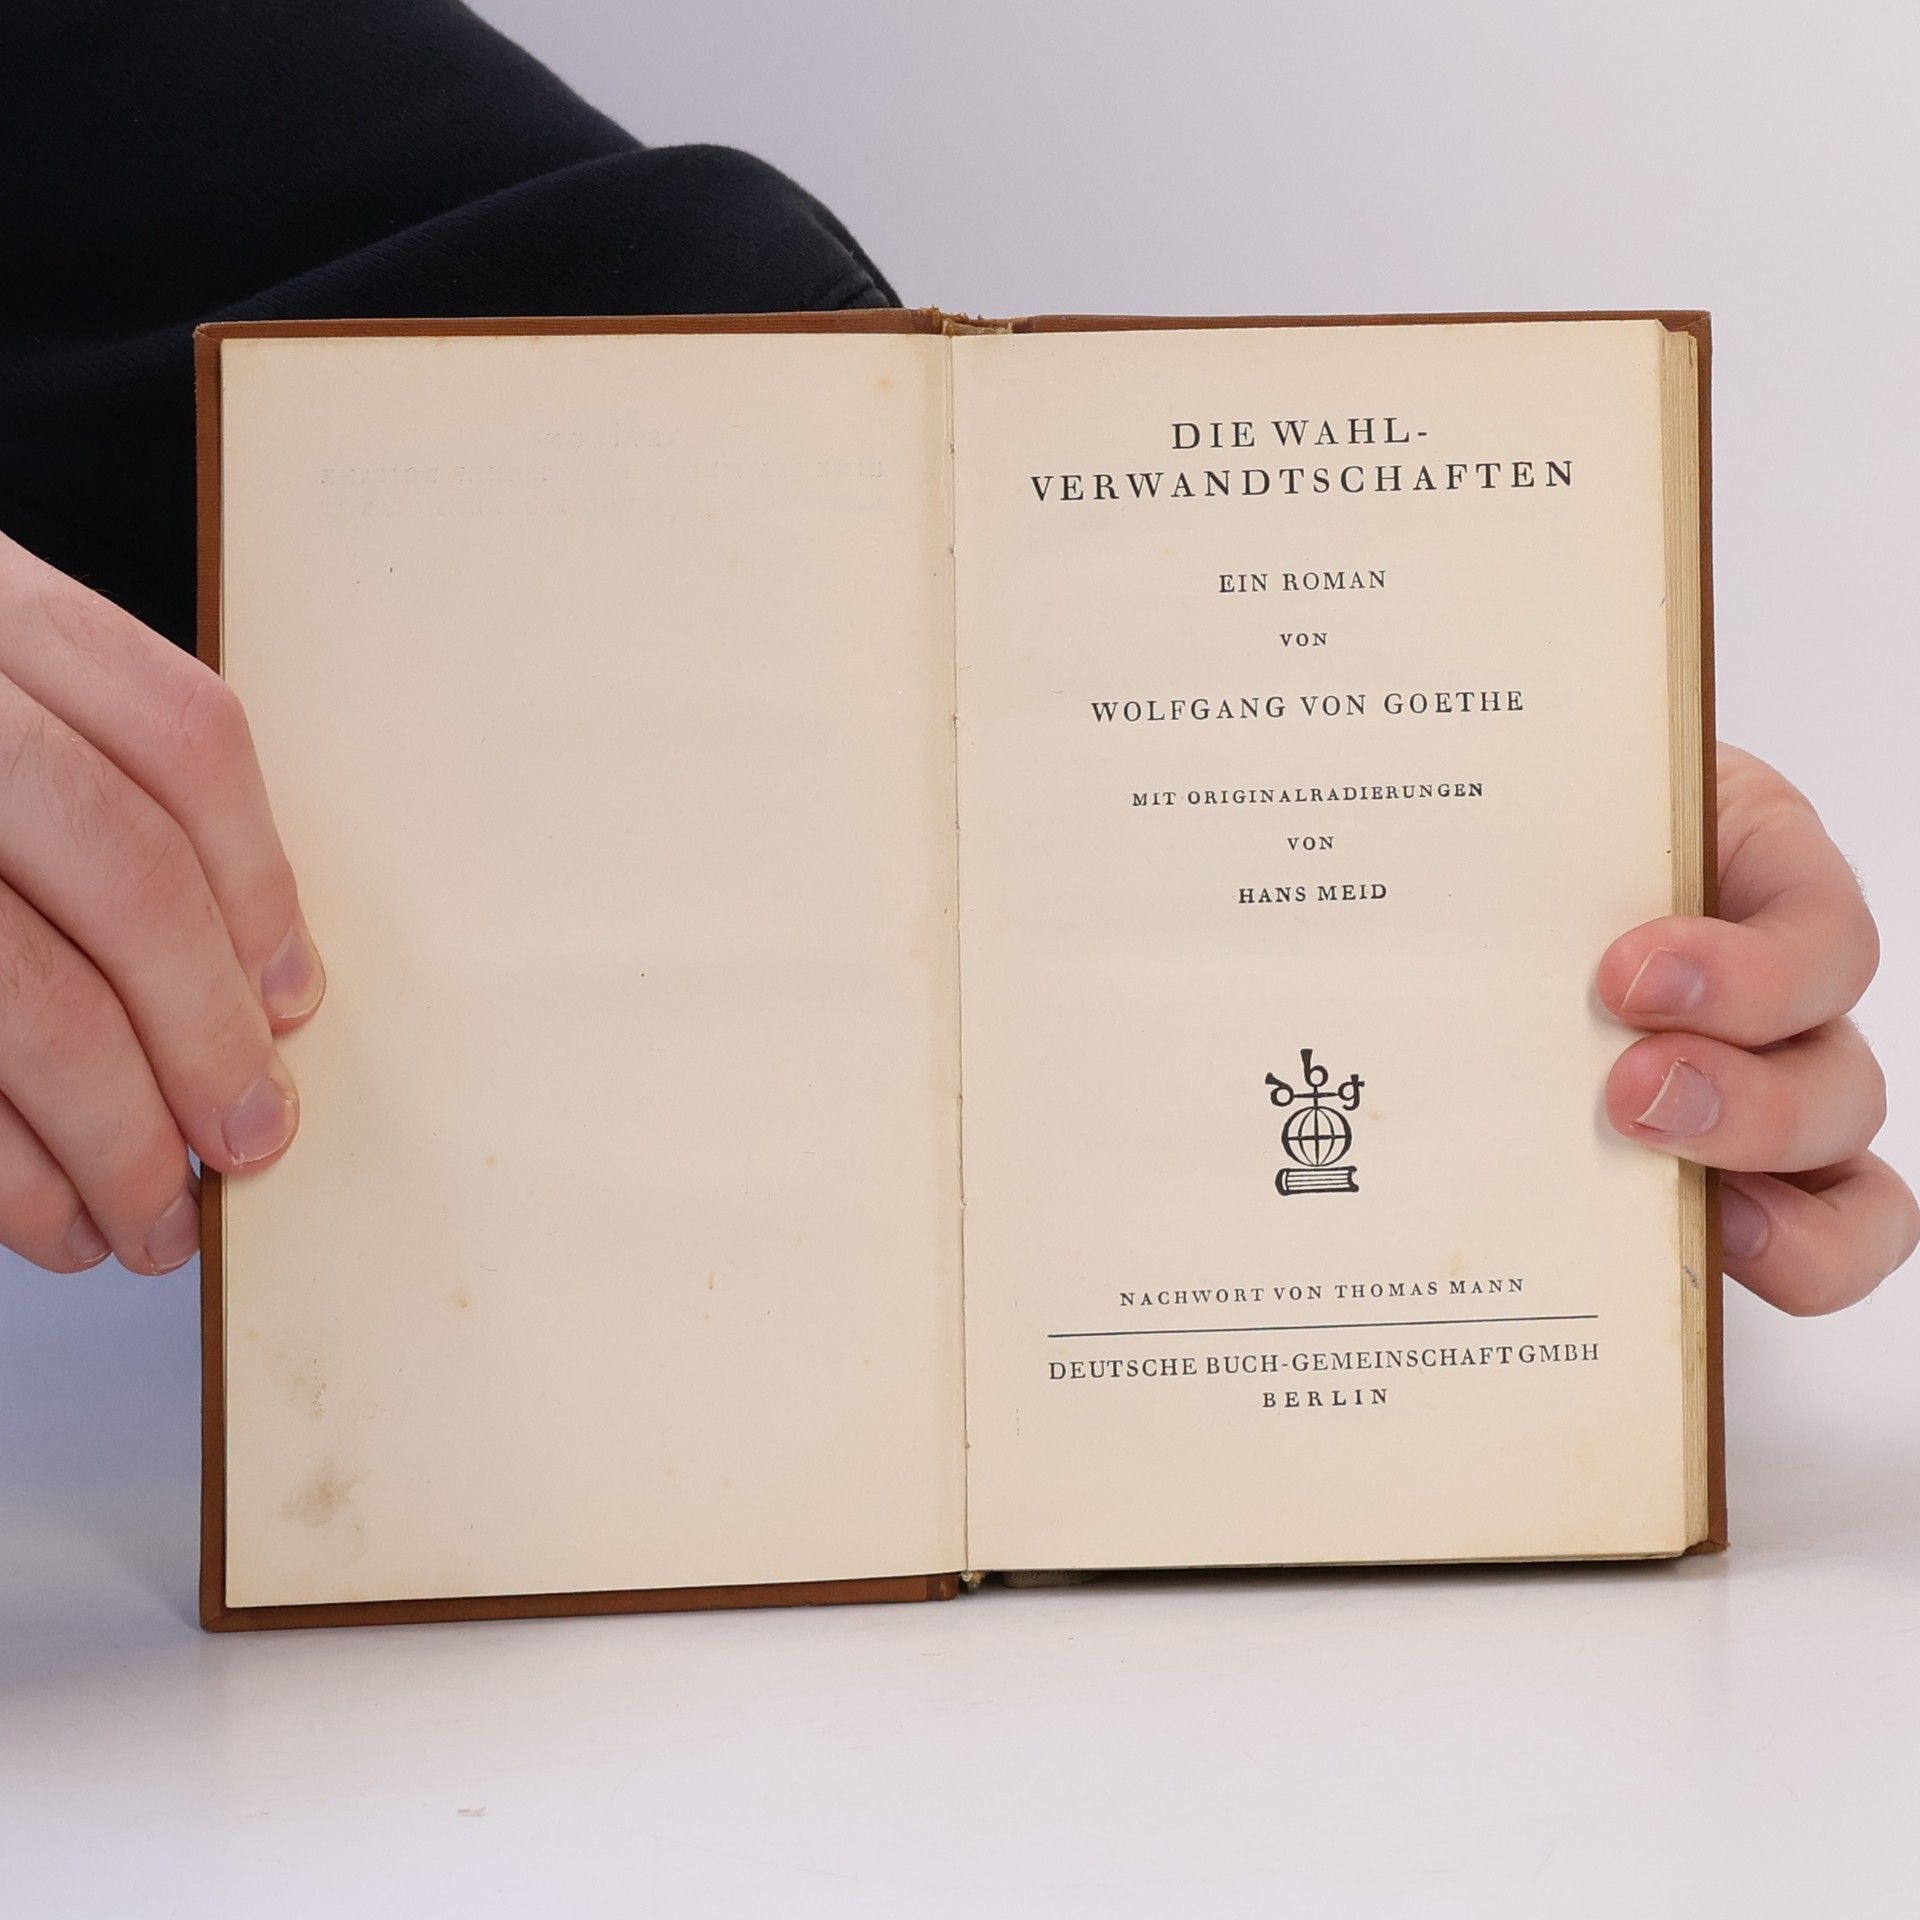 DIE WAHL-
VERWANDTSCHAFTEN
EIN ROMAN
VON
WOLFGANG VON GOETHE
MIT ORIGINALRADIERUNGEN
VON
HANS MEID
dbg
NACHWORT VON THOMAS MANN
DEUTSCHE BUCH-GEMEINSCHAFT GMBH
BERLIN